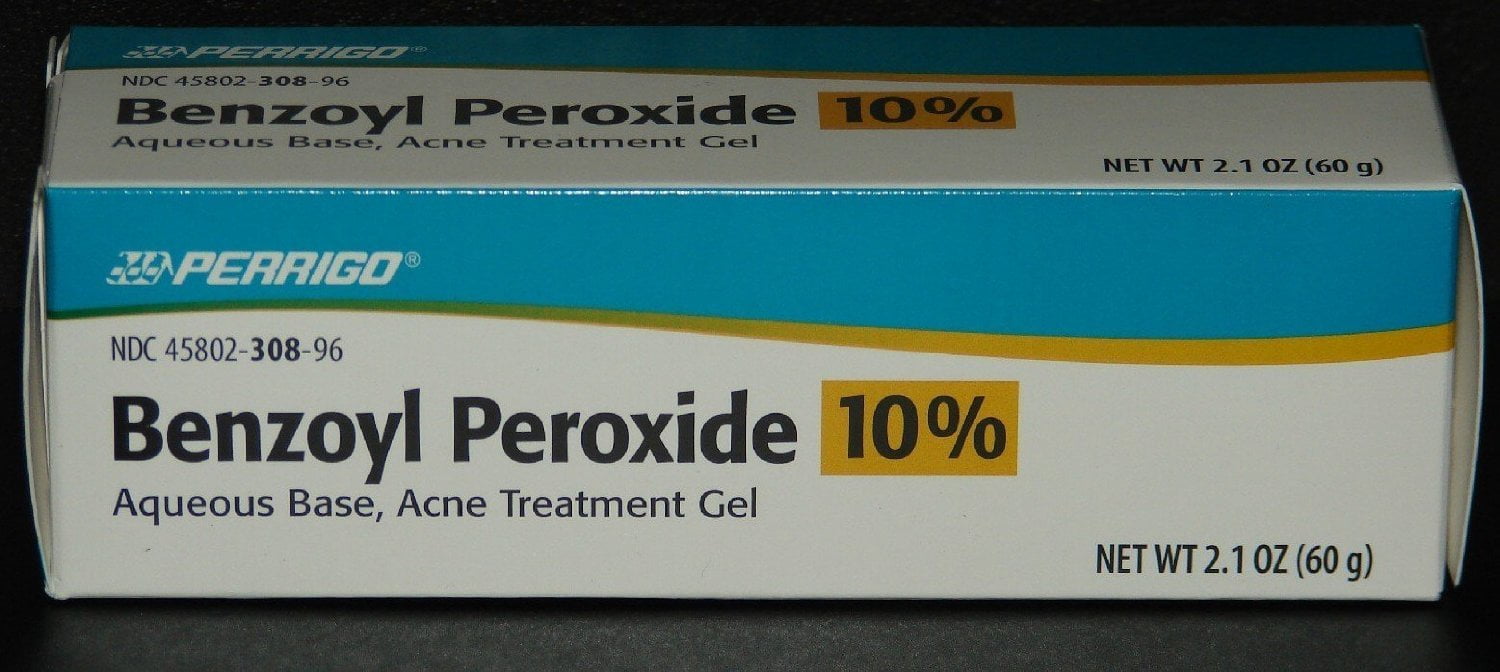 PERRIGO®
NDC 45802-308-96
Benzoyl Peroxide 10%
Aqueous Base, Acne Treatment Gel
NET WT 2.1 OZ (60 g)
PERRIGO®
NDC 45802-308-96
Benzoyl Peroxide 10%
Aqueous Base, Acne Treatment Gel
NET WT 2.1 OZ (60 g)